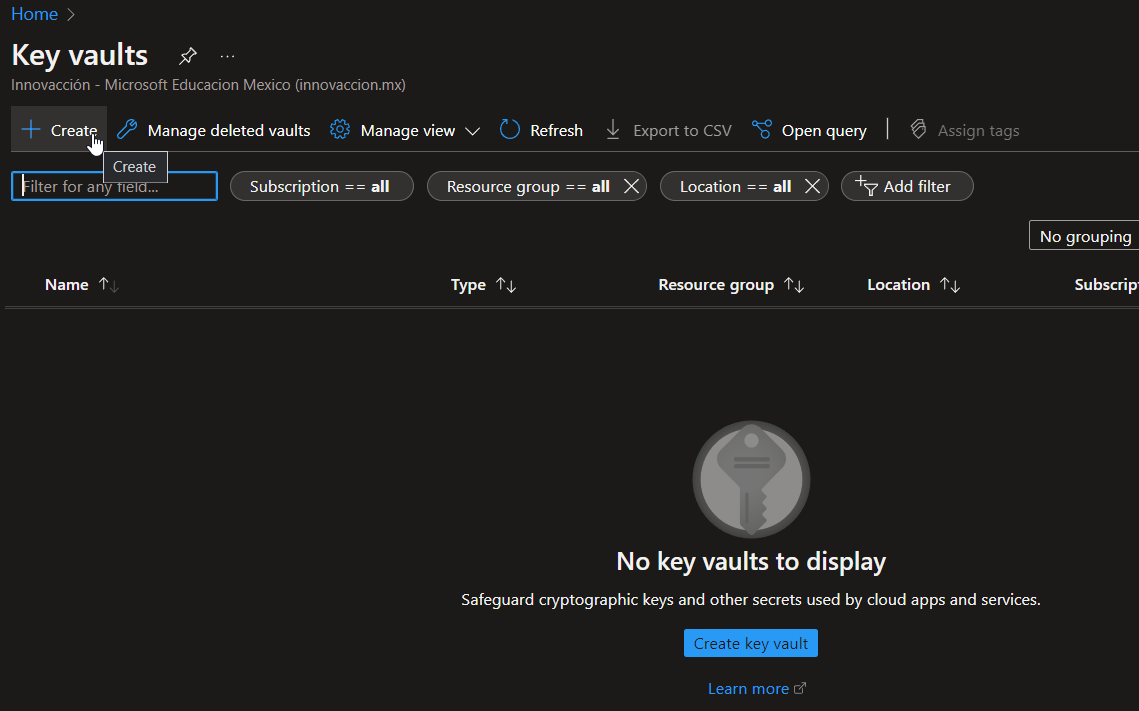 Home
Key vaults
Innovacción - Microsoft Educacion Mexico (innovaccion.mx)
Create Manage deleted vaults Manage view Refresh Export to CSV Open query Assign tags
Create
Filter for any field... Subscription == all Resource group == all Location == all Add filter
No grouping
Name Type Resource group Location Subscrip
No key vaults to display
Safeguard cryptographic keys and other secrets used by cloud apps and services.
Create key vault
Learn more